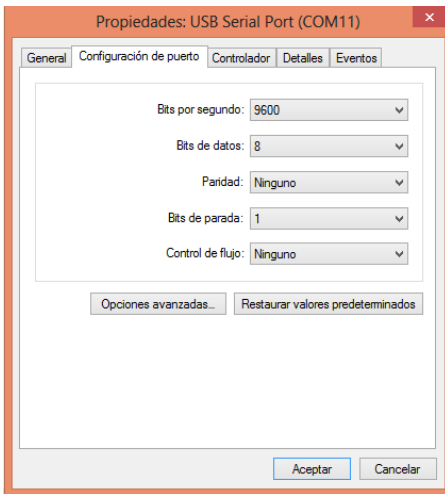 Propiedades: USB Serial Port (COM11)
General Configuración de puerto Controlador Detalles Eventos
Bits por segundo: 9600
Bits de datos: 8
Paridad: Ninguno
Bits de parada: 1
Control de flujo: Ninguno
Opciones avanzadas... Restaurar valores predeterminados
Aceptar Cancelar